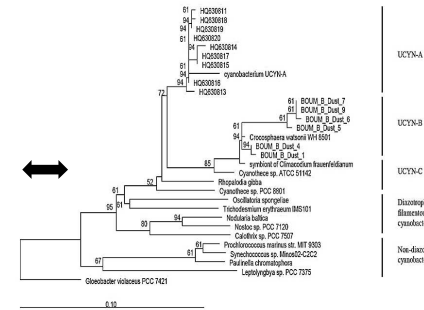 61
HQ630811
94
HQ630818
94
HQ630819
61
HQ630820
94
HQ630814
HQ630817
61
HQ630815
cyanobacterium UCYN-A
94
HQ630816
HQ630813
UCYN-A
72
61
BOUM_B_Dust_7
61
BOUM_B_Dust_9
61
BOUM_B_Dust_6
BOUM_B_Dust_5
UCYN-B
61
Crocosphaera watsonii WH 8501
94
BOUM_B_Dust_4
BOUM_B_Dust_1
symbiont of Climacodium frauenfeldianum
85
Cyanothece sp. ATCC 51142
UCYN-C
52
Rhopalodia gibba
Cyanothece sp. PCC 8801
61
Oscillatoria spongeliae
95
61
Trichodesmium erythraeum IMS101
94
Nodularia baltica
80
Nostoc sp. PCC 7120
Calothrix sp. PCC 7507
Diazotrop
filamentou
cyanobact
Prochlorococcus marinus str. MIT 9303
61
Synechococcus sp. Minos02-C2C2
61
Paulinella chromatophora
67
Leptolyngbya sp. PCC 7375
Non-diazo
cyanobact
Gloeobacter violaceus PCC 7421
0.10